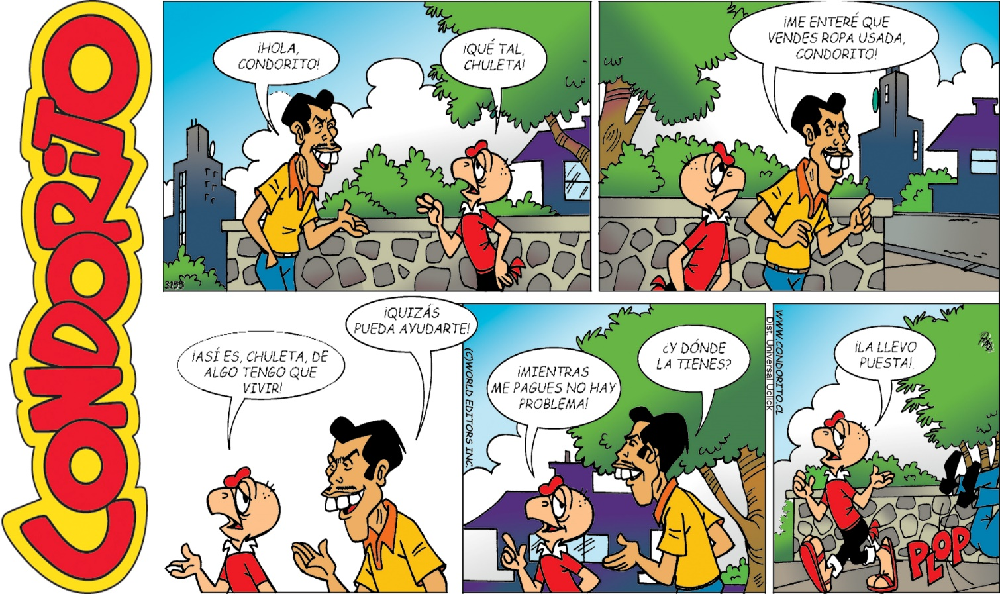 CONDORITO
¡HOLA,
CONDORITO!
¡QUÉ TAL,
CHULETA!
3155
¡ME ENTERÉ QUE
VENDES ROPA USADA,
CONDORITO!
¡ASÍ ES, CHULETA, DE
ALGO TENGO QUE
VIVIR!
¡QUIZÁS
PUEDA AYUDARTE!
(C)WORLD EDITORS INC.
¡MIENTRAS
ME PAGUES NO HAY
PROBLEMA!
¿Y DÓNDE
LA TIENES?
WWW.CONDORITO.CL
Dist. Universal Uclick
¡LA LLEVO
PUESTA!
PLOP